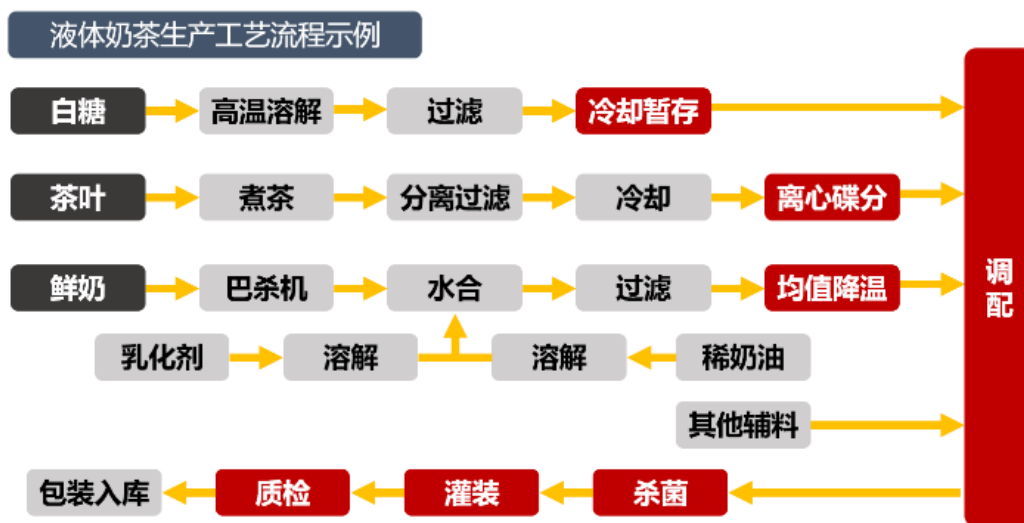 液体奶茶生产工艺流程示例
白糖 高温溶解 过滤 冷却暂存
茶叶 煮茶 分离过滤 冷却 离心碟分
鲜奶 巴杀机 水合 过滤 均值降温
调配
乳化剂 溶解 溶解 稀奶油
其他辅料
包装入库 质检 灌装 杀菌